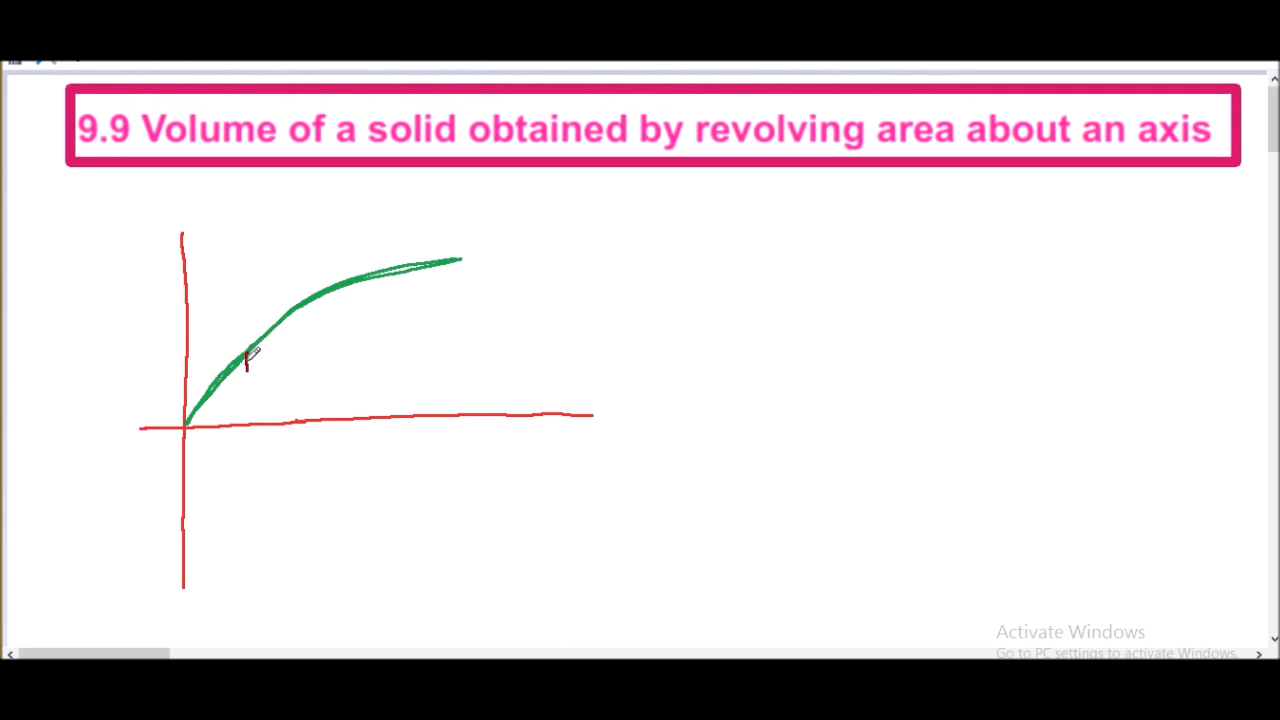 9.9 Volume of a solid obtained by revolving area about an axis
Activate Windows
Go to PC settings to activate Windows.